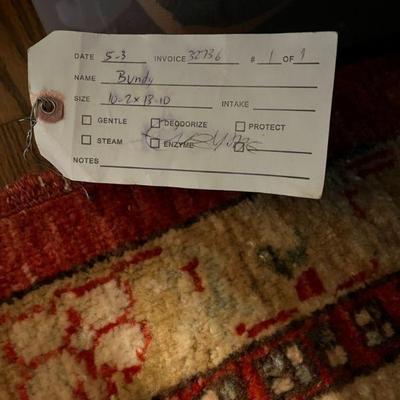 DATE 5-3 INVOICE 32736 # 1 OF 1
NAME Bundy
SIZE 10-2 x 13-10 INTAKE
GENTLE DEODORIZE PROTECT
STEAM ENZYME
NOTES